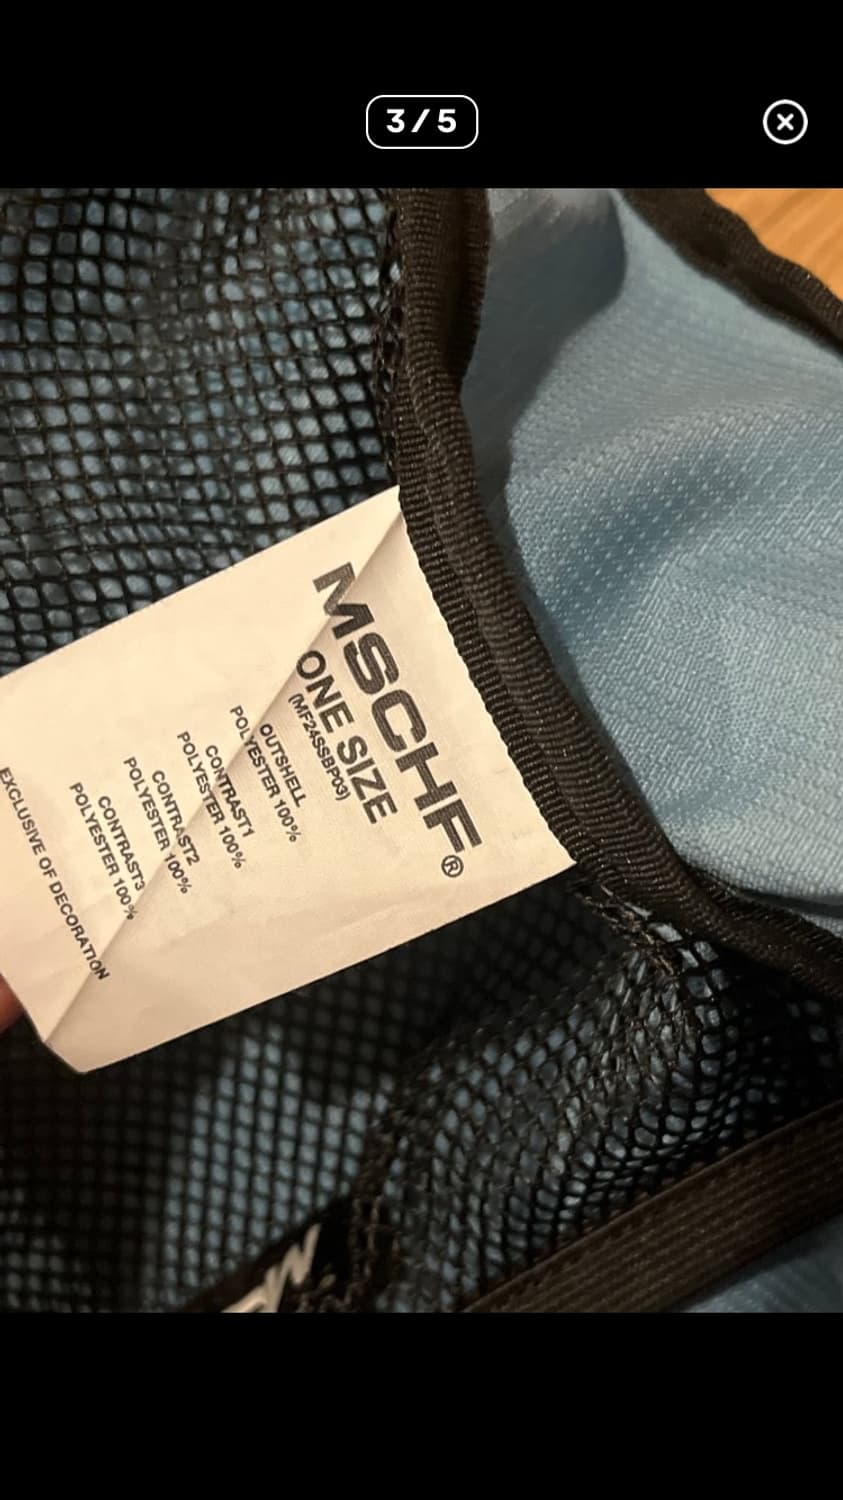 3/5
MSCHF®
ONE SIZE
(MF24SSBP03)
OUTSHELL
POLYESTER 100%
CONTRAST1
POLYESTER 100%
CONTRAST2
POLYESTER 100%
CONTRAST3
POLYESTER 100%
EXCLUSIVE OF DECORATION